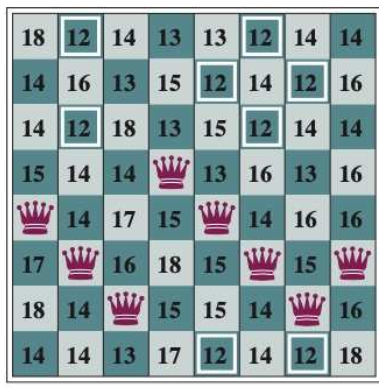 18 12 14 13 13 12 14 14
14 16 13 15 12 14 12 16
14 12 18 13 15 12 14 14
15 14 14 13 16 13 16
14 17 15 14 16 16
17 16 18 15 15
18 14 15 15 14 16
14 14 13 17 12 14 12 18